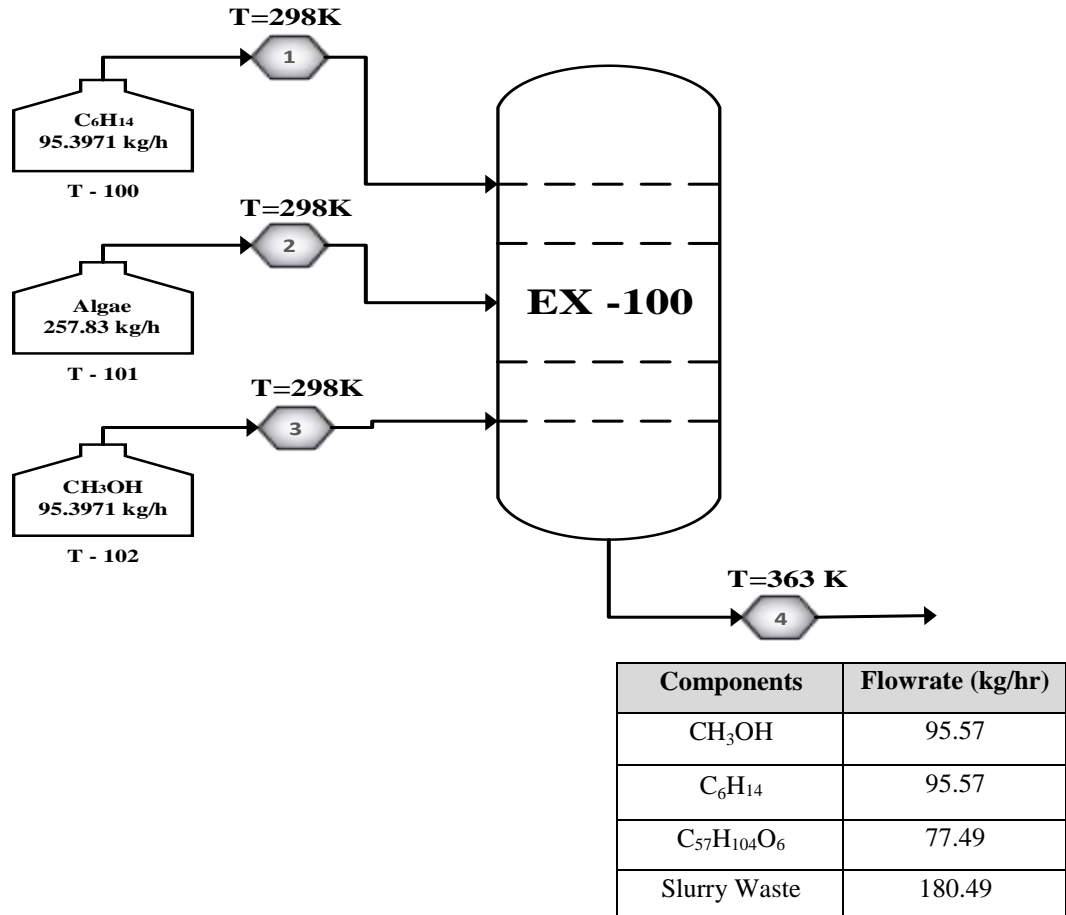 T=298K
1
C₆H₁₄
95.3971 kg/h
T - 100
T=298K
2
Algae
257.83 kg/h
T - 101
EX -100
T=298K
3
CH₃OH
95.3971 kg/h
T - 102
T=363 K
4
Components Flowrate (kg/hr)
CH₃OH 95.57
C₆H₁₄ 95.57
C₅₇H₁₀₄O₆ 77.49
Slurry Waste 180.49